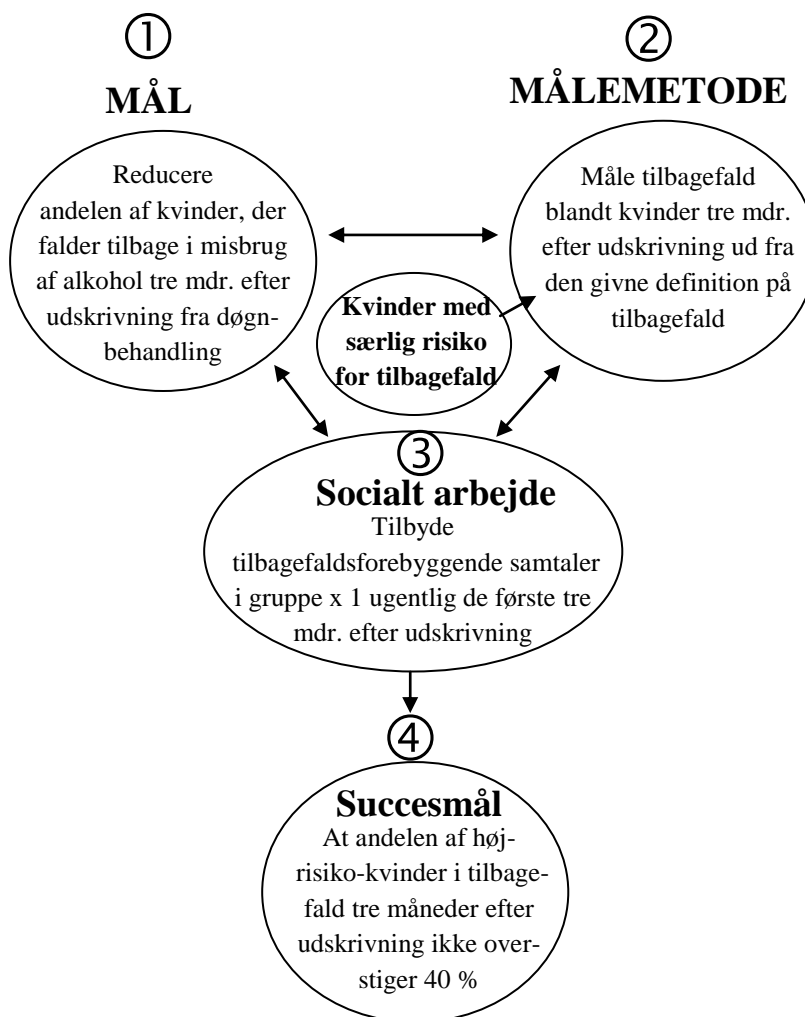 ①
MÅL
Reducere
andelen af kvinder, der
falder tilbage i misbrug
af alkohol tre mdr. efter
udskrivning fra døgn-
behandling
②
MÅLEMETODE
Måle tilbagefald
blandt kvinder tre mdr.
efter udskrivning ud fra
den givne definition på
tilbagefald
Kvinder med
særlig risiko
for tilbagefald
③
Socialt arbejde
Tilbyde
tilbagefaldsforebyggende samtaler
i gruppe x 1 ugentlig de første tre
mdr. efter udskrivning
④
Succesmål
At andelen af høj-
risiko-kvinder i tilbage-
fald tre måneder efter
udskrivning ikke over-
stiger 40 %